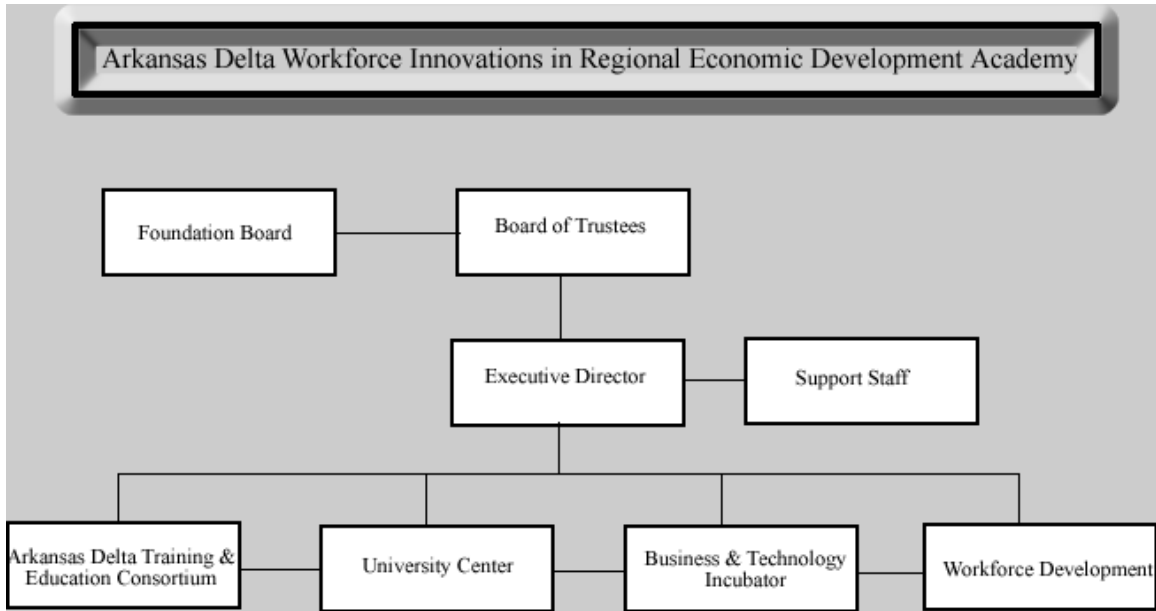 Arkansas Delta Workforce Innovations in Regional Economic Development Academy
Foundation Board
Board of Trustees
Executive Director
Support Staff
Arkansas Delta Training &
Education Consortium
University Center
Business & Technology
Incubator
Workforce Development